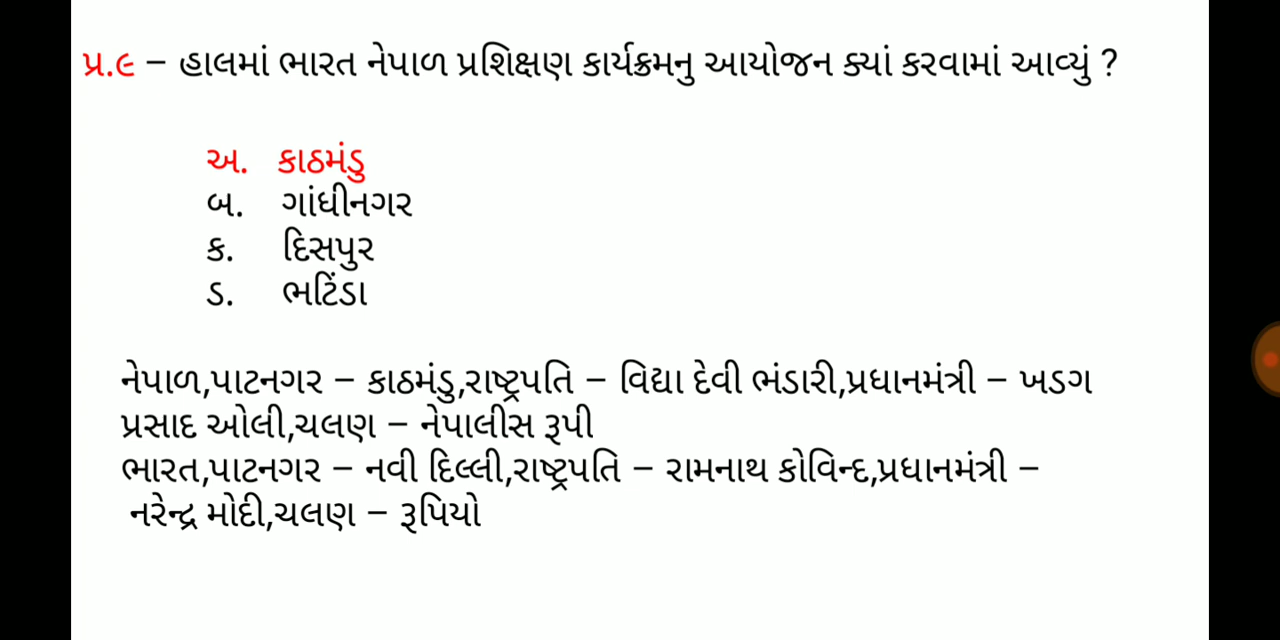 પ્ર.૯ – હાલમાં ભારત નેપાળ પ્રશિક્ષણ કાર્યક્રમનુ આયોજન ક્યાં કરવામાં આવ્યું ?
અ. કાઠમંડુ
બ. ગાંધીનગર
ક. દિસપુર
ડ. ભટિંડા
નેપાળ,પાટનગર – કાઠમંડુ,રાષ્ટ્રપતિ – વિદ્યા દેવી ભંડારી,પ્રધાનમંત્રી – ખડગ
પ્રસાદ ઓલી,ચલણ – નેપાલીસ રૂપી
ભારત,પાટનગર – નવી દિલ્લી,રાષ્ટ્રપતિ – રામનાથ કોવિન્દ,પ્રધાનમંત્રી –
નરેન્દ્ર મોદી,ચલણ – રૂપિયો